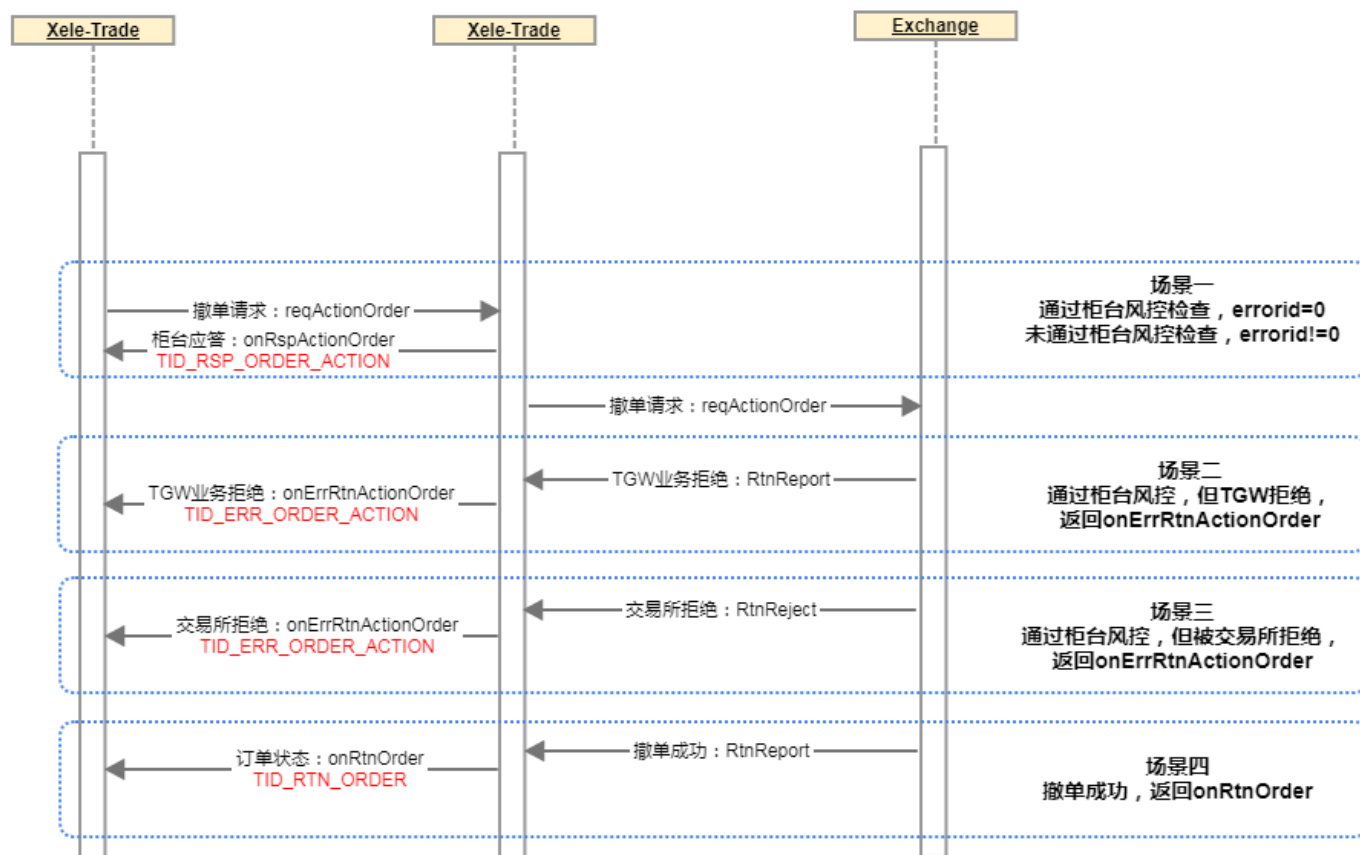 Xele-Trade
Xele-Trade
Exchange
场景一
通过柜台风控检查，errorid=0
未通过柜台风控检查，errorid!=0
撤单请求：reqActionOrder
柜台应答：onRspActionOrder
TID_RSP_ORDER_ACTION
撤单请求：reqActionOrder
场景二
通过柜台风控，但TGW拒绝，
返回onErrRtnActionOrder
TGW业务拒绝：RtnReport
TGW业务拒绝：onErrRtnActionOrder
TID_ERR_ORDER_ACTION
场景三
通过柜台风控，但被交易所拒绝，
返回onErrRtnActionOrder
交易所拒绝：RtnReject
交易所拒绝：onErrRtnActionOrder
TID_ERR_ORDER_ACTION
撤单成功：RtnReport
订单状态：onRtnOrder
TID_RTN_ORDER
场景四
撤单成功，返回onRtnOrder